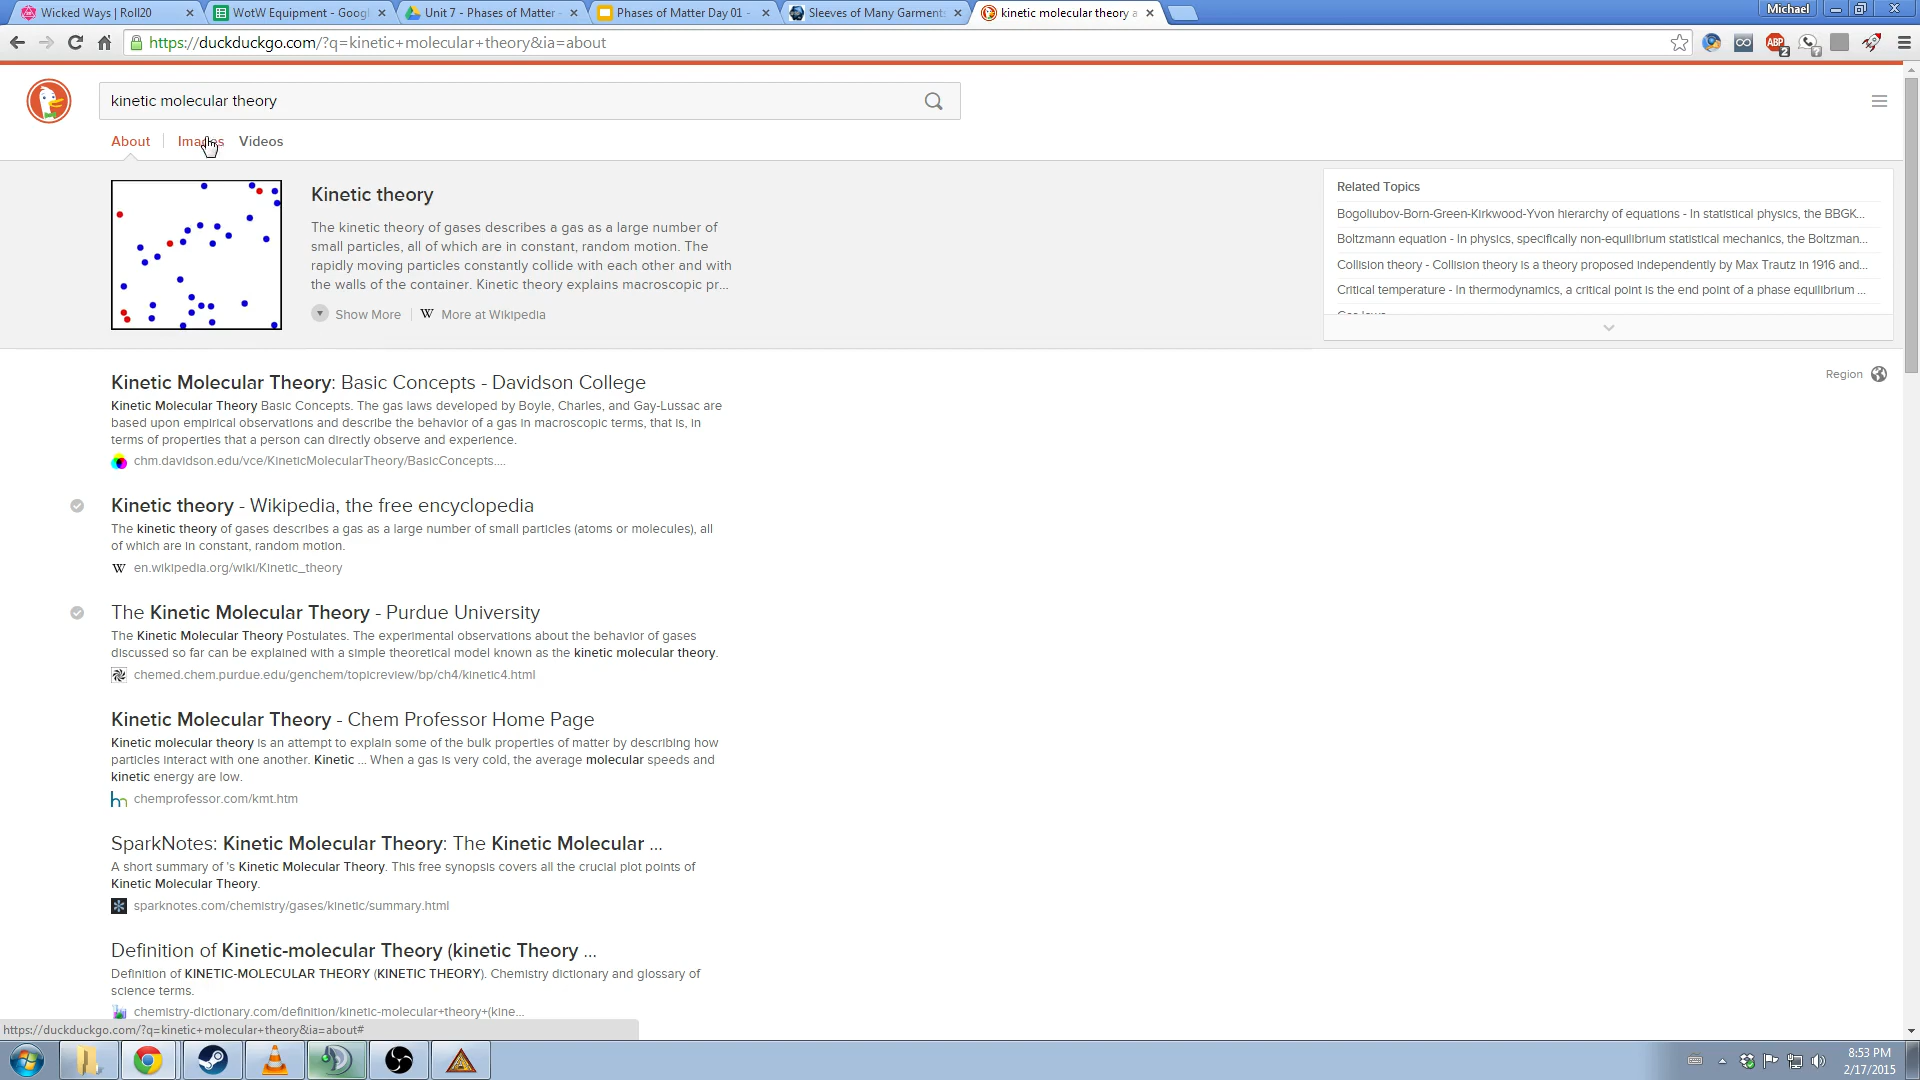 Wicked Ways | Roll20
WotW Equipment - Googl
Unit 7 - Phases of Matter -
Phases of Matter Day 01 -
Sleeves of Many Garments
kinetic molecular theory a
Michael
https://duckduckgo.com/?q=kinetic+molecular+theory&ia=about
ABP
2
?
kinetic molecular theory
About
Images
Videos
Kinetic theory
The kinetic theory of gases describes a gas as a large number of
small particles, all of which are in constant, random motion. The
rapidly moving particles constantly collide with each other and with
the walls of the container. Kinetic theory explains macroscopic pr...
Show More
W More at Wikipedia
Related Topics
Bogoliubov-Born-Green-Kirkwood-Yvon hierarchy of equations - In statistical physics, the BBGK...
Boltzmann equation - In physics, specifically non-equilibrium statistical mechanics, the Boltzman...
Collision theory - Collision theory is a theory proposed independently by Max Trautz in 1916 and...
Critical temperature - In thermodynamics, a critical point is the end point of a phase equilibrium ...
Region
Kinetic Molecular Theory: Basic Concepts - Davidson College
Kinetic Molecular Theory Basic Concepts. The gas laws developed by Boyle, Charles, and Gay-Lussac are
based upon empirical observations and describe the behavior of a gas in macroscopic terms, that is, in
terms of properties that a person can directly observe and experience.
chm.davidson.edu/vce/KineticMolecularTheory/BasicConcepts....
Kinetic theory - Wikipedia, the free encyclopedia
The kinetic theory of gases describes a gas as a large number of small particles (atoms or molecules), all
of which are in constant, random motion.
W en.wikipedia.org/wiki/Kinetic_theory
The Kinetic Molecular Theory - Purdue University
The Kinetic Molecular Theory Postulates. The experimental observations about the behavior of gases
discussed so far can be explained with a simple theoretical model known as the kinetic molecular theory.
chemed.chem.purdue.edu/genchem/topicreview/bp/ch4/kinetic4.html
Kinetic Molecular Theory - Chem Professor Home Page
Kinetic molecular theory is an attempt to explain some of the bulk properties of matter by describing how
particles interact with one another. Kinetic ... When a gas is very cold, the average molecular speeds and
kinetic energy are low.
chemprofessor.com/kmt.htm
SparkNotes: Kinetic Molecular Theory: The Kinetic Molecular ...
A short summary of 's Kinetic Molecular Theory. This free synopsis covers all the crucial plot points of
Kinetic Molecular Theory.
sparknotes.com/chemistry/gases/kinetic/summary.html
Definition of Kinetic-molecular Theory (kinetic Theory ...
Definition of KINETIC-MOLECULAR THEORY (KINETIC THEORY). Chemistry dictionary and glossary of
science terms.
chemistry-dictionary.com/definition/kinetic-molecular+theory+(kine...
https://duckduckgo.com/?q=kinetic+molecular+theory&ia=about#
8:53 PM
2/17/2015